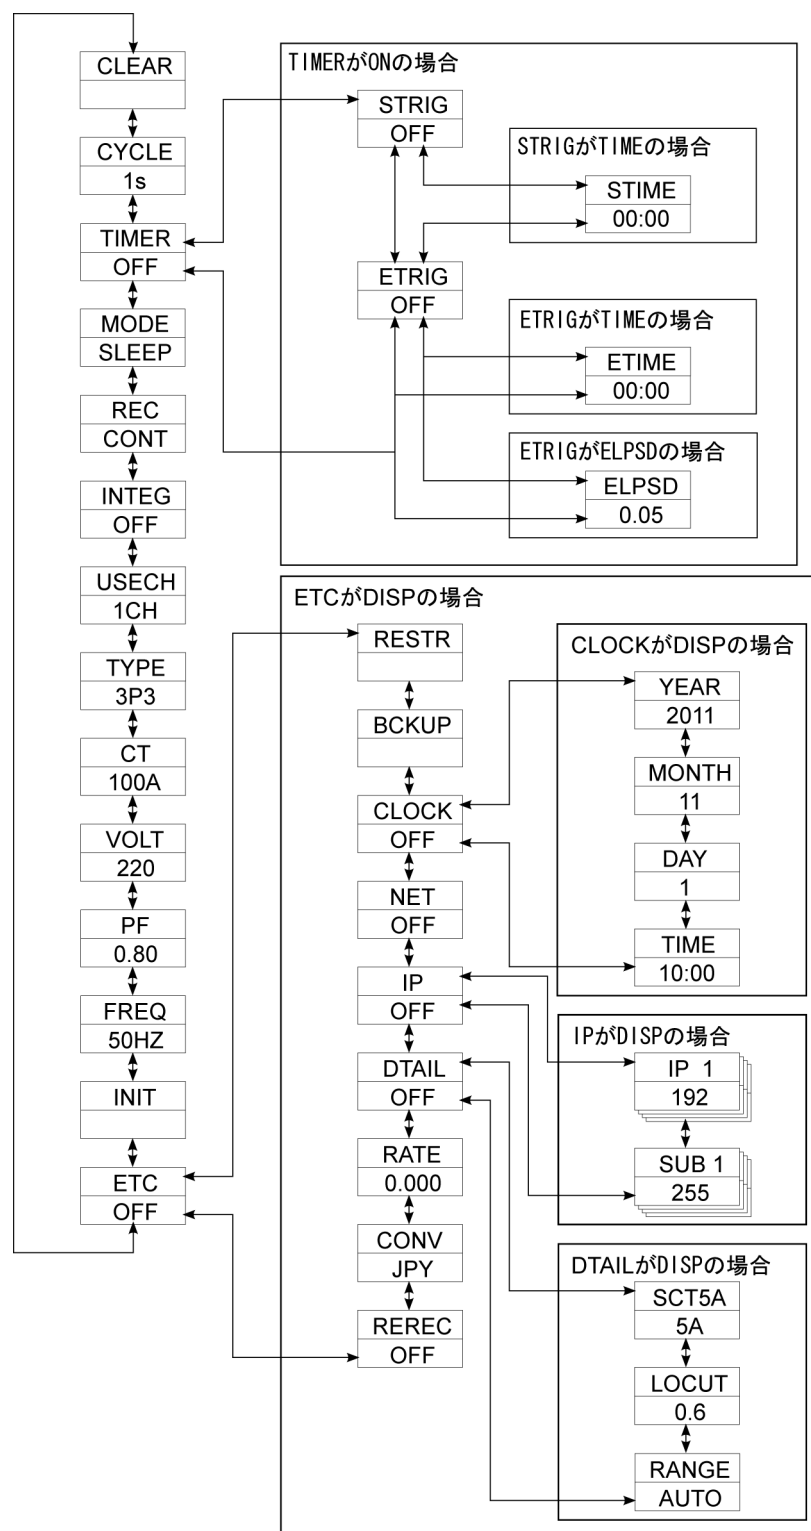 CLEAR
CYCLE
1s
TIMER
OFF
MODE
SLEEP
REC
CONT
INTEG
OFF
USECH
1CH
TYPE
3P3
CT
100A
VOLT
220
PF
0.80
FREQ
50HZ
INIT
ETC
OFF
TIMERがONの場合
STRIG
OFF
ETRIG
OFF
STRIGがTIMEの場合
STIME
00:00
ETRIGがTIMEの場合
ETIME
00:00
ETRIGがELPSDの場合
ELPSD
0.05
ETCがDISPの場合
RESTR
BCKUP
CLOCK
OFF
NET
OFF
IP
OFF
DTAIL
OFF
RATE
0.000
CONV
JPY
REREC
OFF
CLOCKがDISPの場合
YEAR
2011
MONTH
11
DAY
1
TIME
10:00
IPがDISPの場合
IP 1
192
SUB 1
255
DTAILがDISPの場合
SCT5A
5A
LOCUT
0.6
RANGE
AUTO